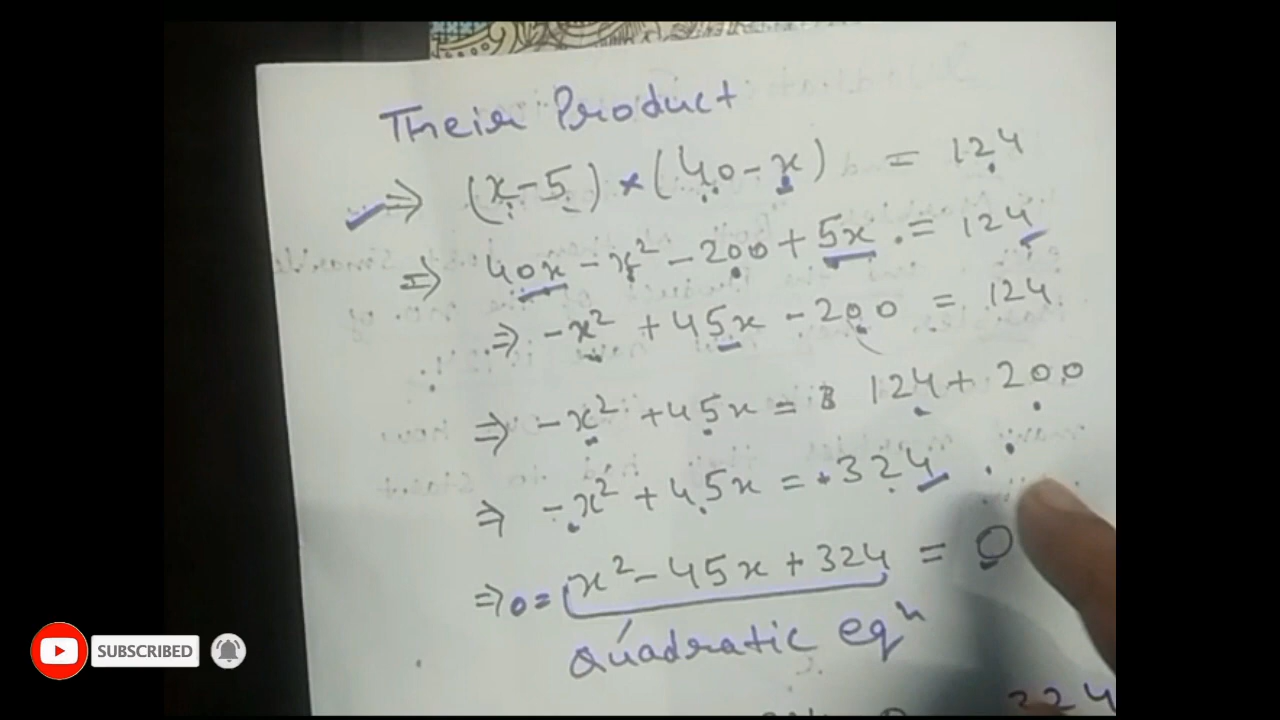 Their Product
⇒ (x-5) × (40-x) = 124
⇒ 40x - x² - 200 + 5x = 124
⇒ -x² + 45x - 200 = 124
⇒ -x² + 45x = 124 + 200
⇒ -x² + 45x = 324
⇒ 0 = x² - 45x + 324 = 0
Quadratic eqⁿ
324
SUBSCRIBED